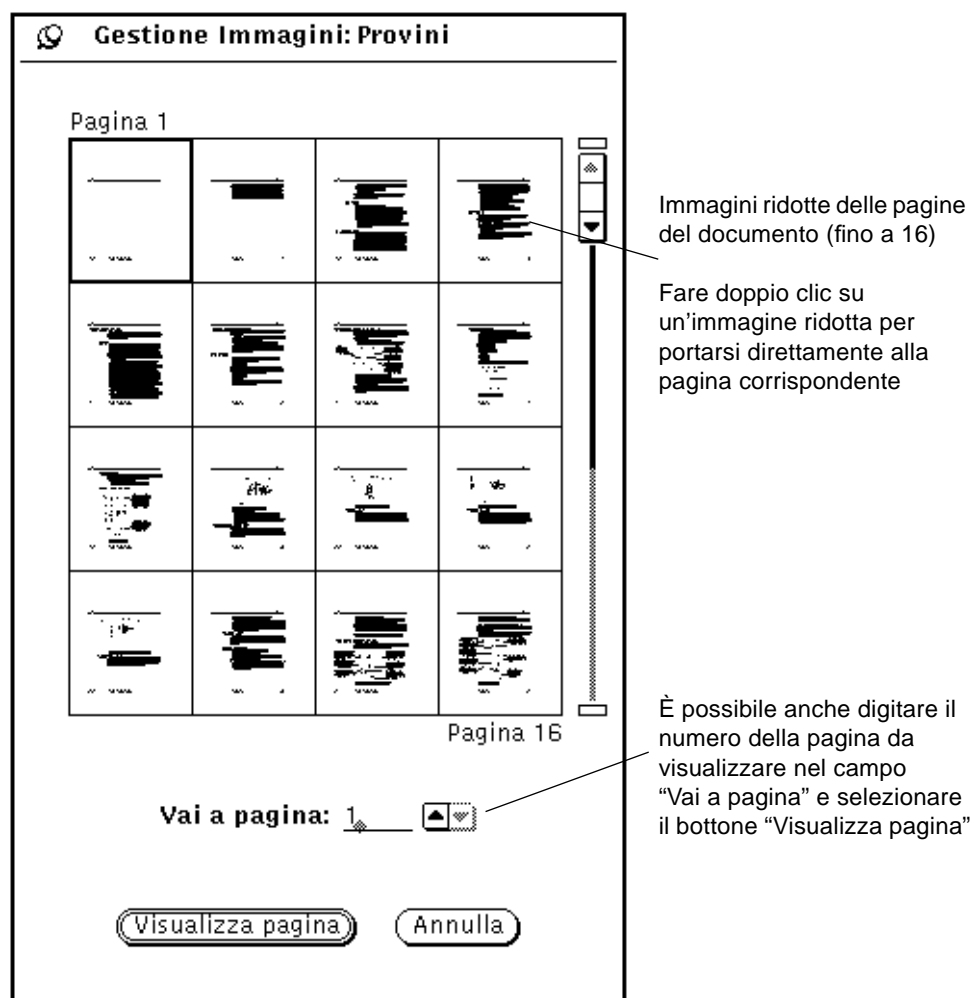 Gestione Immagini: Provini
Pagina 1
Immagini ridotte delle pagine
del documento (fino a 16)
Fare doppio clic su
un’immagine ridotta per
portarsi direttamente alla
pagina corrispondente
Pagina 16
È possibile anche digitare il
numero della pagina da
visualizzare nel campo
“Vai a pagina” e selezionare
il bottone “Visualizza pagina”
Vai a pagina: 1
Visualizza pagina
Annulla